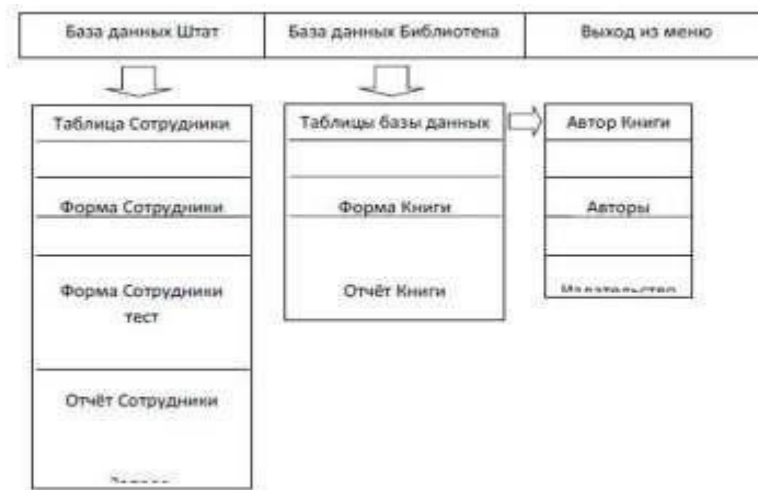 База данных Штат
База данных Библиотека
Выход из меню
Таблица Сотрудники
Форма Сотрудники
Форма Сотрудники
тест
Отчёт Сотрудники
Таблицы базы данных
Форма Книги
Отчёт Книги
Автор Книги
Авторы
Издательство